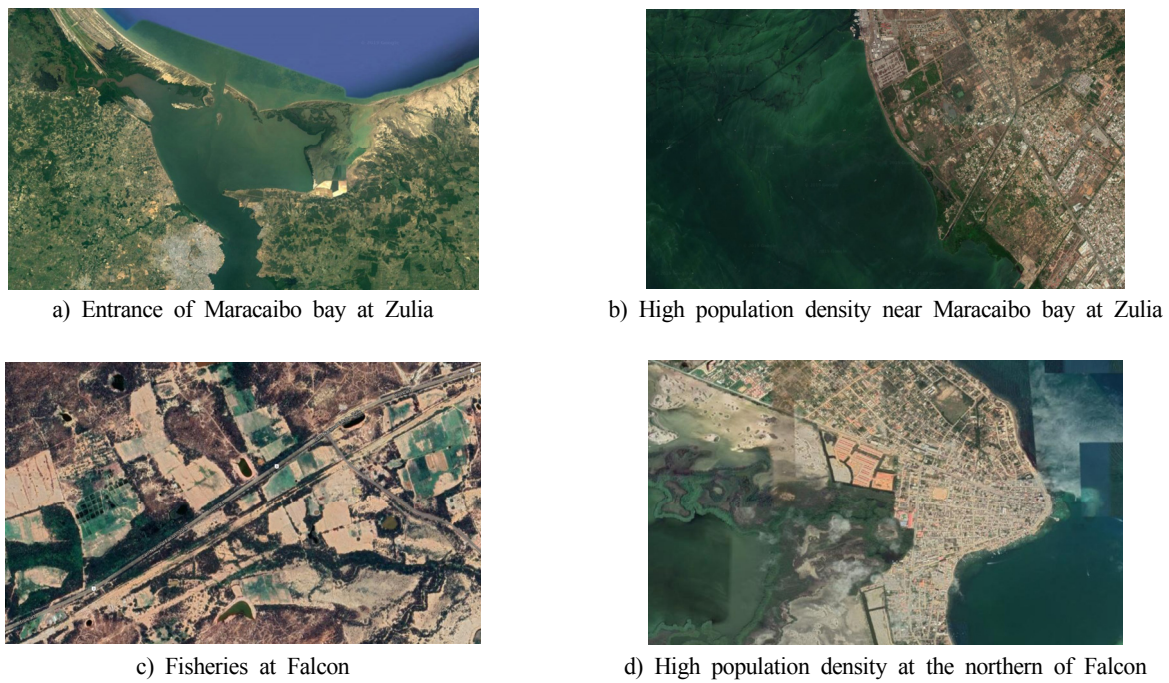 a) Entrance of Maracaibo bay at Zulia
b) High population density near Maracaibo bay at Zulia
c) Fisheries at Falcon
d) High population density at the northern of Falcon